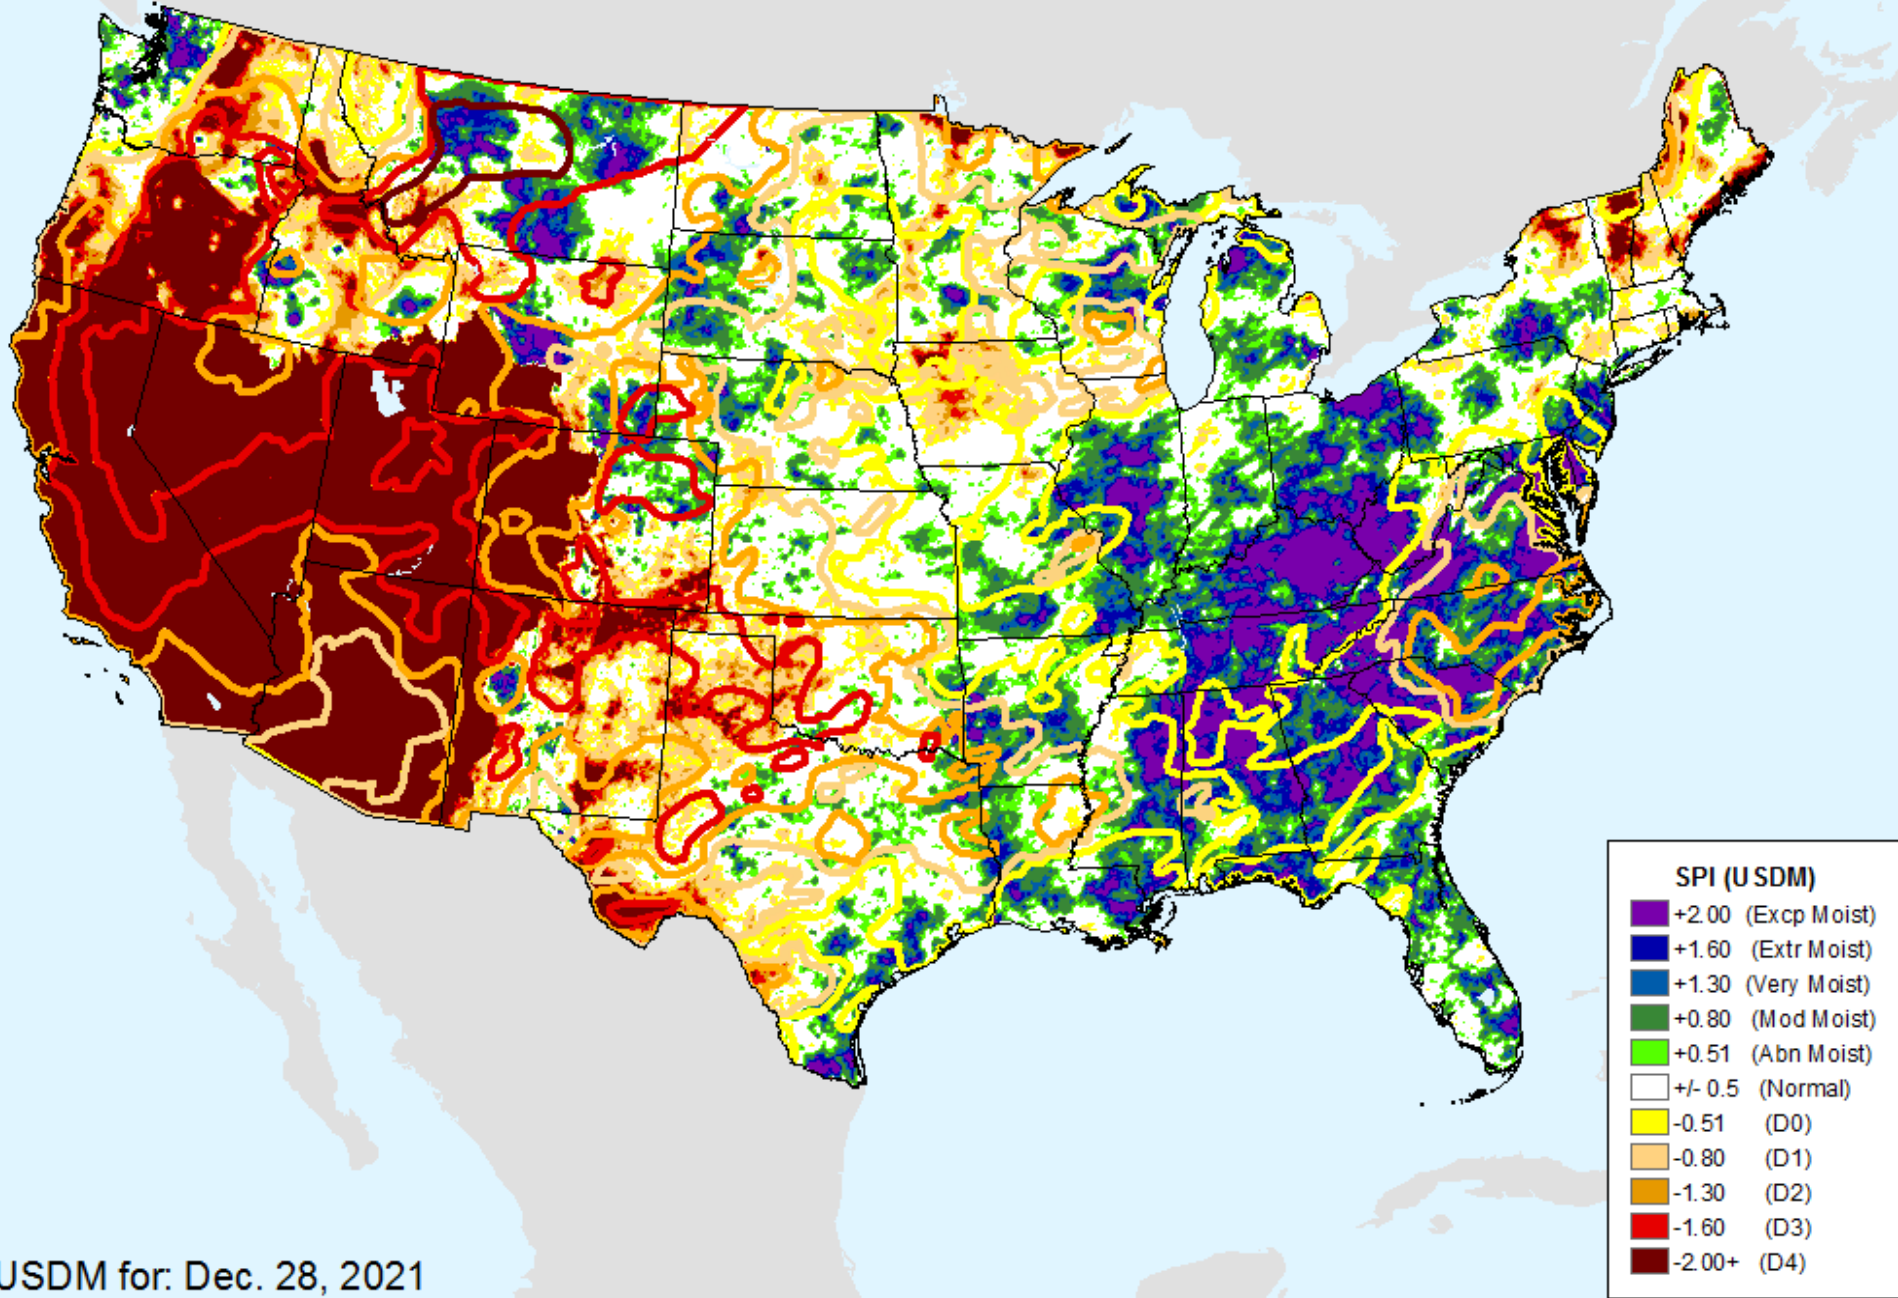 SPI (USDM)
+2.00 (Excp Moist)
+1.60 (Extr Moist)
+1.30 (Very Moist)
+0.80 (Mod Moist)
+0.51 (Abn Moist)
+/- 0.5 (Normal)
-0.51 (D0)
-0.80 (D1)
-1.30 (D2)
-1.60 (D3)
-2.00+ (D4)
USDM for: Dec. 28, 2021